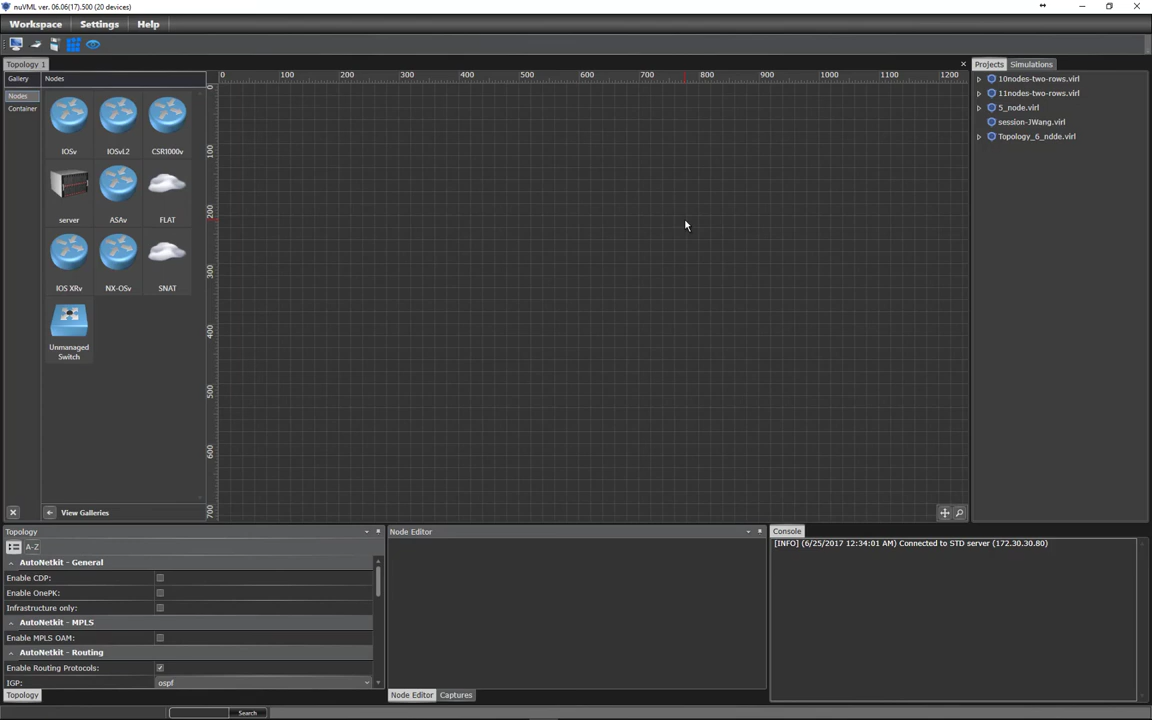 nuVML ver. 06.06(17).500 (20 devices)
Workspace Settings Help
Topology 1
Gallery Nodes
Nodes
Container
IOSv IOSvL2 CSR1000v
server ASAv FLAT
IOS XRv NX-OSv SNAT
Unmanaged
Switch
View Galleries
0 100 200 300 400 500 600 700 800 900 1000 1100 1200
0
100
200
300
400
500
600
700
Projects Simulations
10nodes-two-rows.virl
11nodes-two-rows.virl
5_node.virl
session-JWang.virl
Topology_6_ndde.virl
Topology
A-Z
AutoNetkit - General
Enable CDP:
Enable OnePK:
Infrastructure only:
AutoNetkit - MPLS
Enable MPLS OAM:
AutoNetkit - Routing
Enable Routing Protocols:
IGP: ospf
Topology
Node Editor
Node Editor Captures
Console
[INFO] (6/25/2017 12:34:01 AM) Connected to STD server (172.30.30.80)
Search